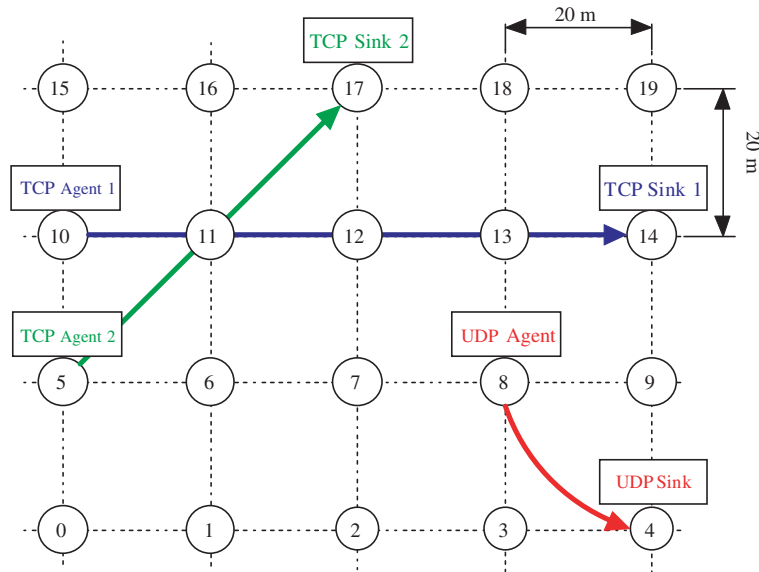 20 m
TCP Sink 2
15
16
17
18
19
20 m
TCP Agent 1
TCP Sink 1
10
11
12
13
14
TCP Agent 2
UDP Agent
5
6
7
8
9
UDP Sink
0
1
2
3
4